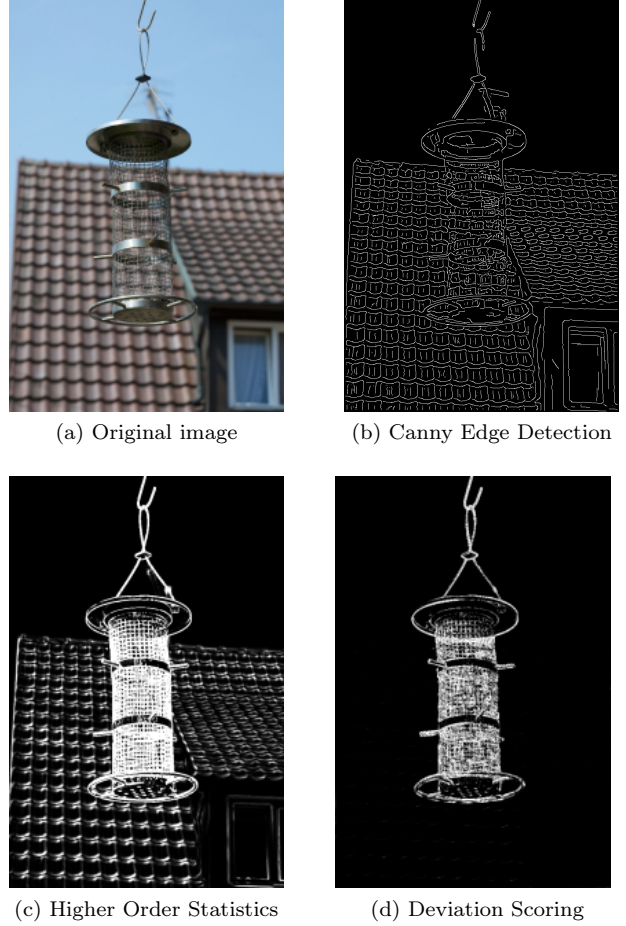 (a) Original image
(b) Canny Edge Detection
(c) Higher Order Statistics
(d) Deviation Scoring